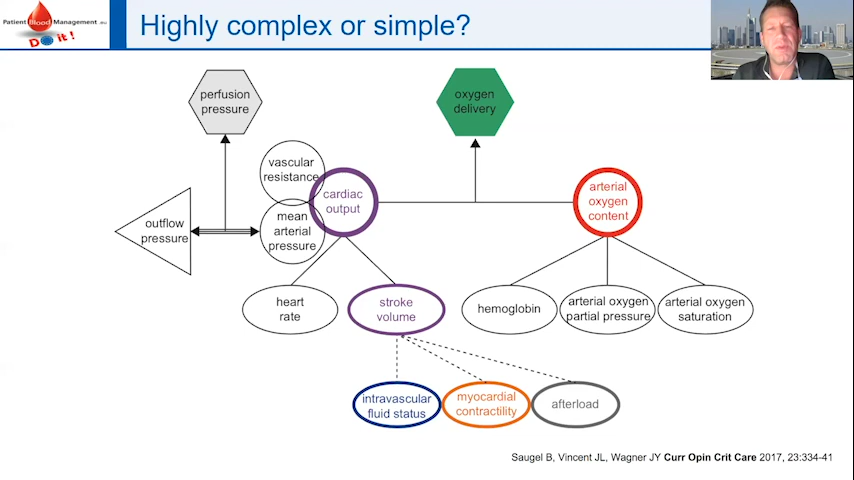 Patient Blood Management.eu
Do it!
Highly complex or simple?
perfusion
pressure
oxygen
delivery
vascular
resistance
cardiac
output
arterial
oxygen
content
outflow
pressure
mean
arterial
pressure
heart
rate
stroke
volume
hemoglobin
arterial oxygen
partial pressure
arterial oxygen
saturation
intravascular
fluid status
myocardial
contractility
afterload
Saugel B, Vincent JL, Wagner JY Curr Opin Crit Care 2017, 23:334-41